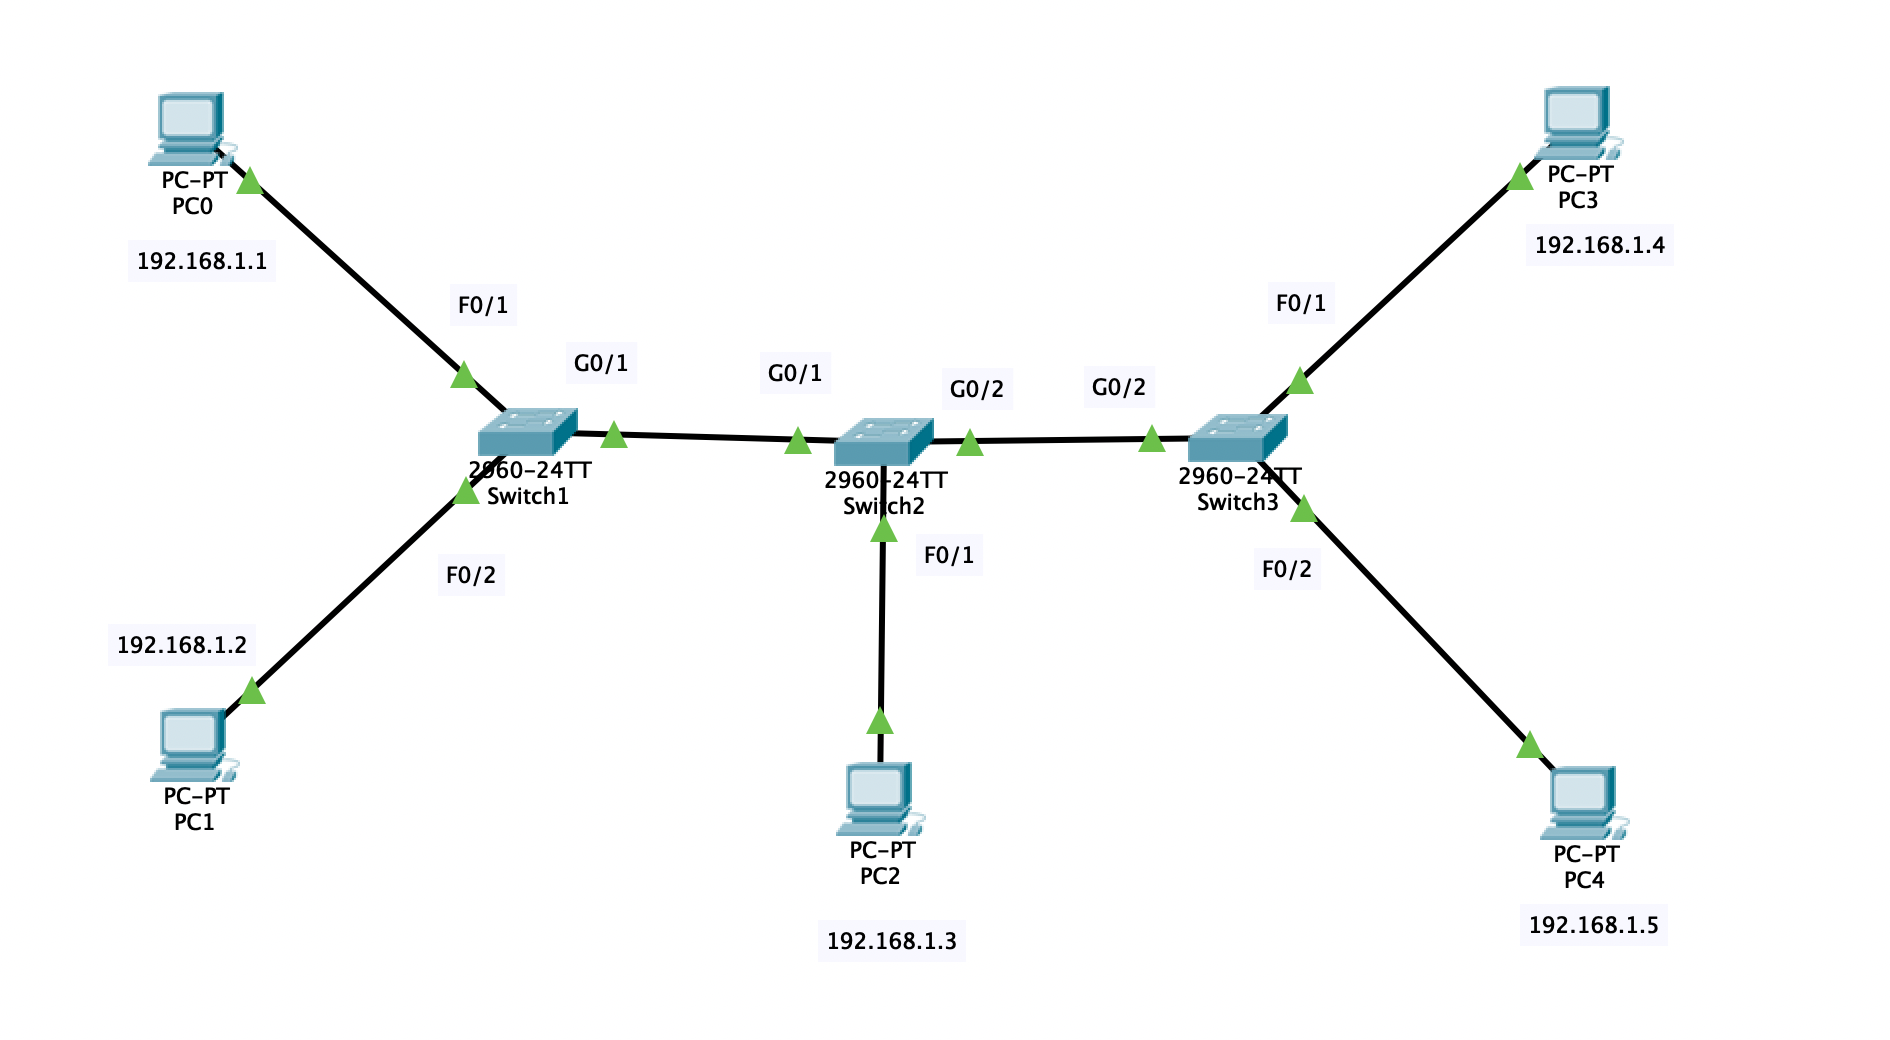 PC-PT
PC0
192.168.1.1
PC-PT
PC3
192.168.1.4
F0/1
F0/1
G0/1
G0/1
G0/2
G0/2
2960-24TT
Switch1
2960-24TT
Switch2
2960-24TT
Switch3
F0/2
F0/1
F0/2
192.168.1.2
PC-PT
PC1
PC-PT
PC2
192.168.1.3
PC-PT
PC4
192.168.1.5